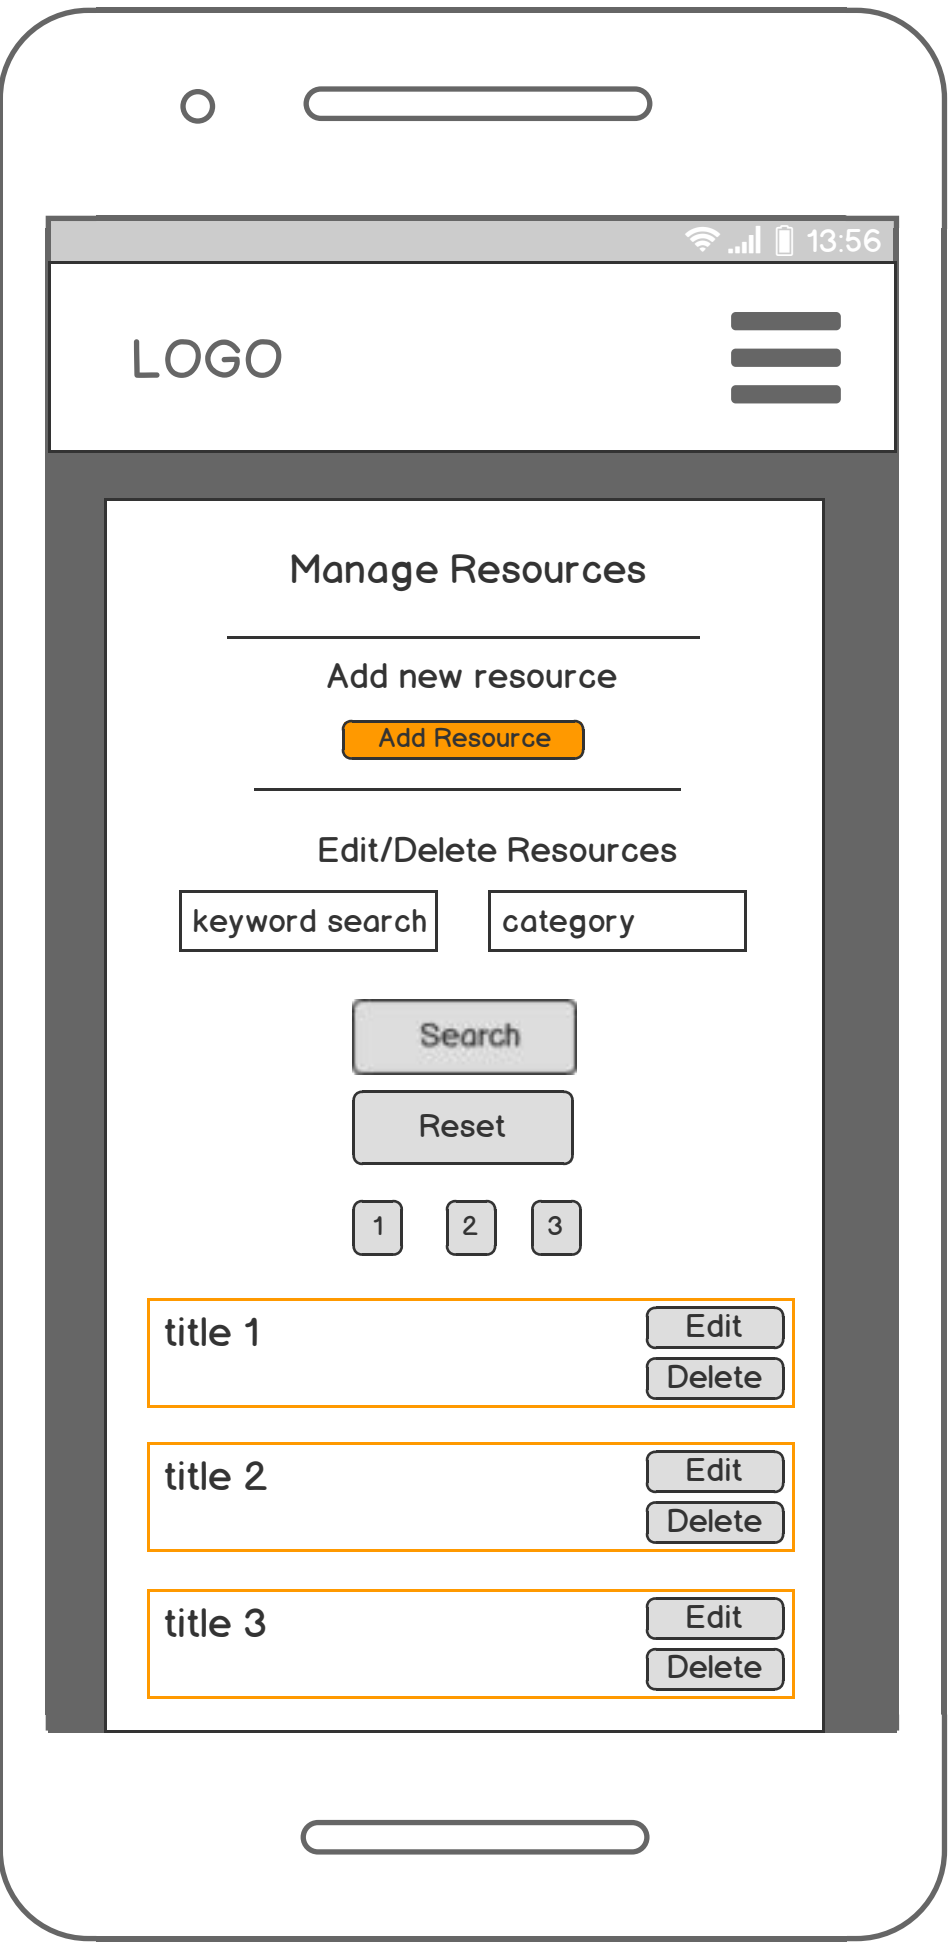 13:56
LOGO
Manage Resources
Add new resource
Add Resource
Edit/Delete Resources
keyword search category
Search
Reset
1 2 3
title 1 Edit
Delete
title 2 Edit
Delete
title 3 Edit
Delete